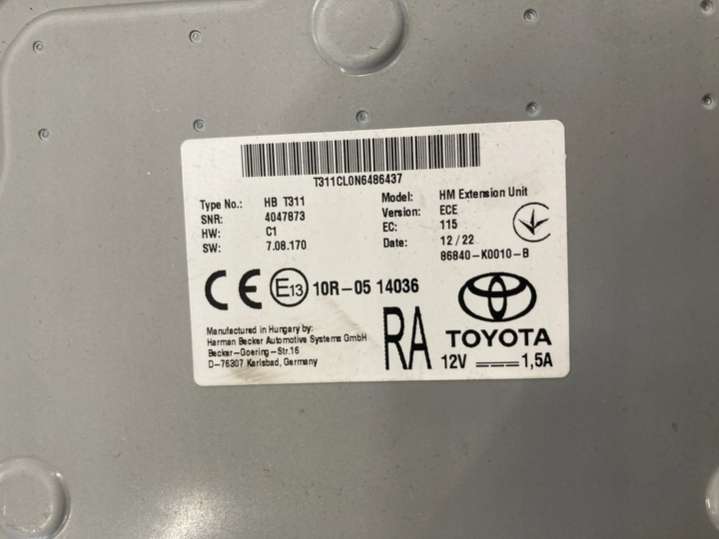 T311CL0N6486437
Type No.: HB T311 Model: HM Extension Unit
SNR: 4047873 Version: ECE
HW: C1 EC: 115
SW: 7.08.170 Date: 12/22
86840-K0010-B
CE E13 10R-05 14036
Manufactured in Hungary by:
Harman Becker Automotive Systems GmbH
Becker-Goering-Str.16
D-76307 Karlsbad, Germany
RA
TOYOTA
12V 1,5A